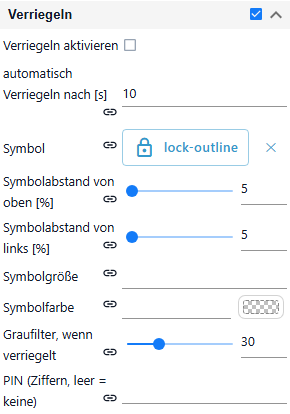 Verriegeln
Verriegeln aktivieren
automatisch
Verriegeln nach [s]
10
Symbol
lock-outline
Symbolabstand von
oben [%]
5
Symbolabstand von
links [%]
5
Symbolgröße
Symbolfarbe
Graufilter, wenn
verriegelt
30
PIN (Ziffern, leer =
keine)